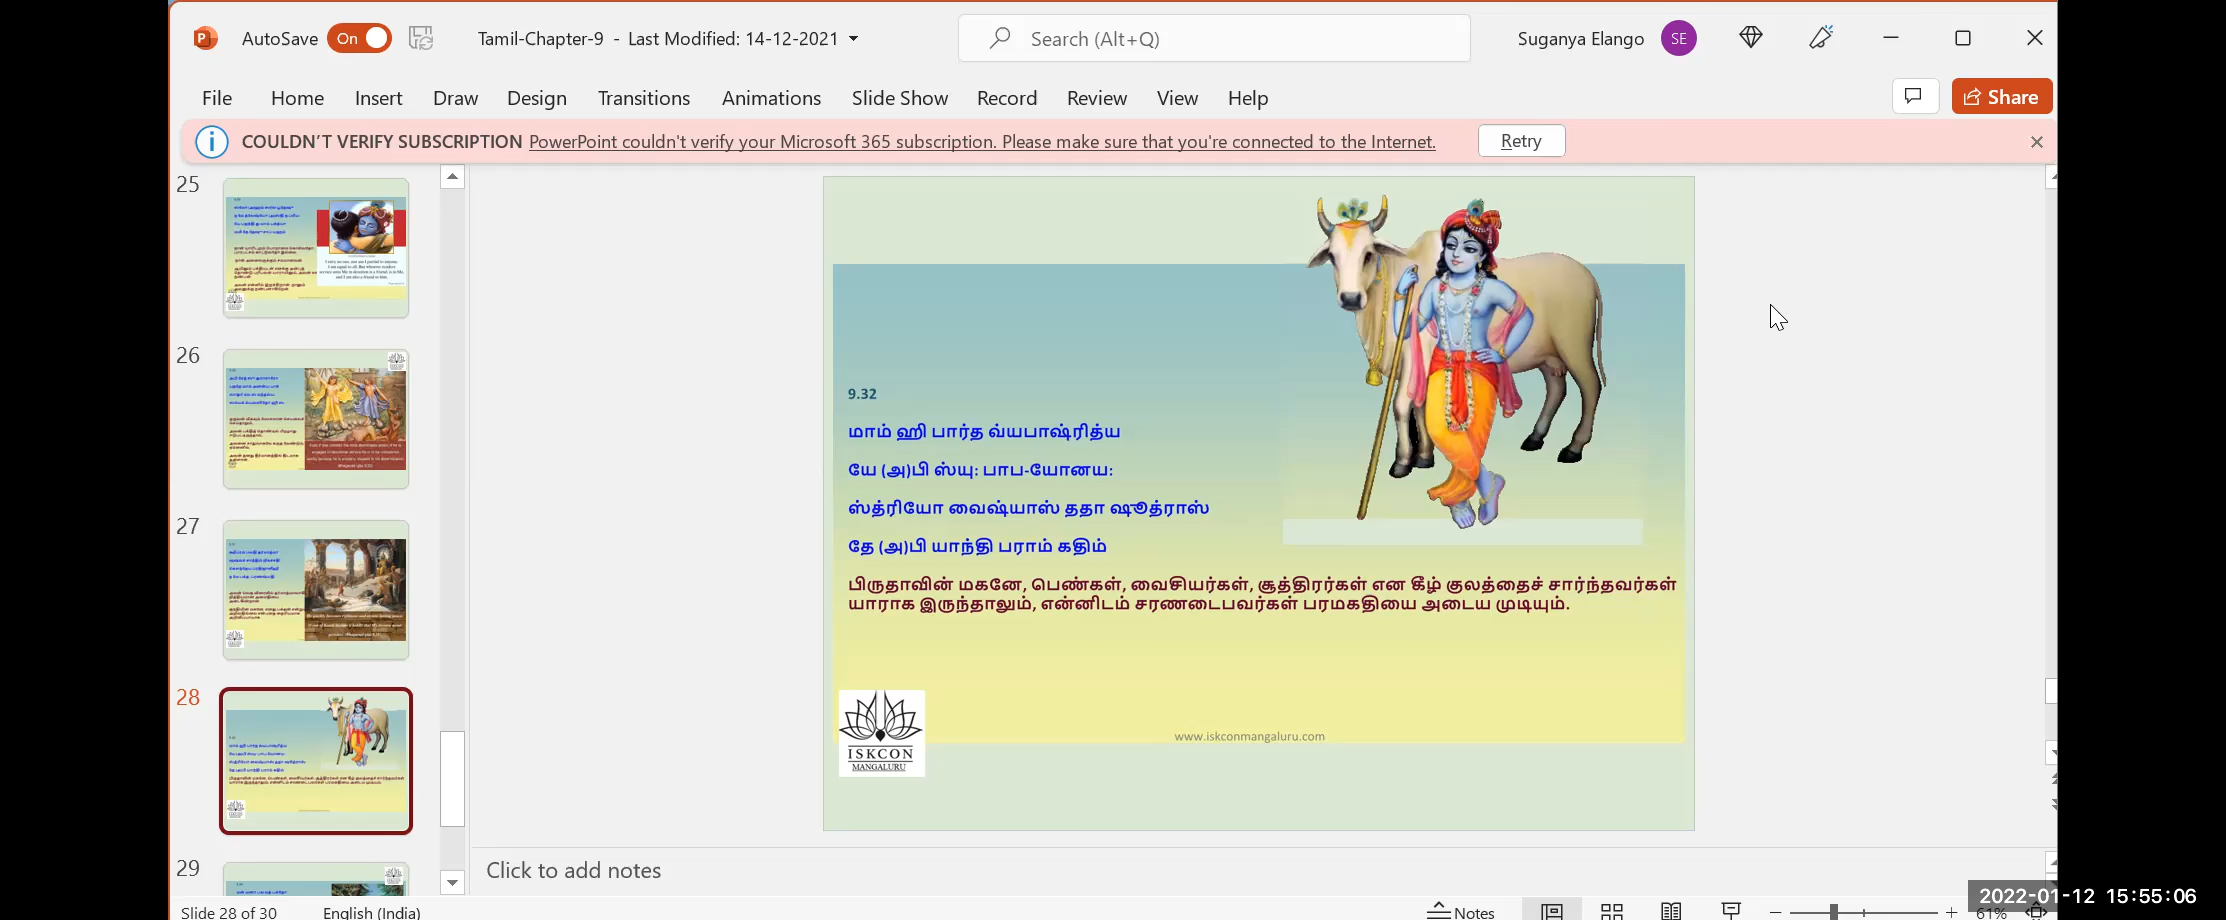 AutoSave On
Tamil-Chapter-9 - Last Modified: 14-12-2021
Search (Alt+Q)
Suganya Elango
SE
File Home Insert Draw Design Transitions Animations Slide Show Record Review View Help
Share
COULDN'T VERIFY SUBSCRIPTION PowerPoint couldn't verify your Microsoft 365 subscription. Please make sure that you're connected to the Internet.
Retry
25
26
27
28
29
9.32
மாம் ஹி பார்த வ்யபாஷ்ரித்ய
யே (அ)பி ஸ்யு: பாப-யோனய:
ஸ்த்ரியோ வைஷ்யாஸ் ததா ஷூத்ராஸ்
தே (அ)பி யாந்தி பராம் கதிம்
பிருதாவின் மகனே, பெண்கள், வைசியர்கள், சூத்திரர்கள் என கீழ் குலத்தைச் சார்ந்தவர்கள்
யாராக இருந்தாலும், என்னிடம் சரணடைபவர்கள் பரமகதியை அடைய முடியும்.
ISKCON
MANGALURU
www.iskconmangaluru.com
Click to add notes
Slide 28 of 30
English (India)
Notes
61%
2022-01-12 15:55:06